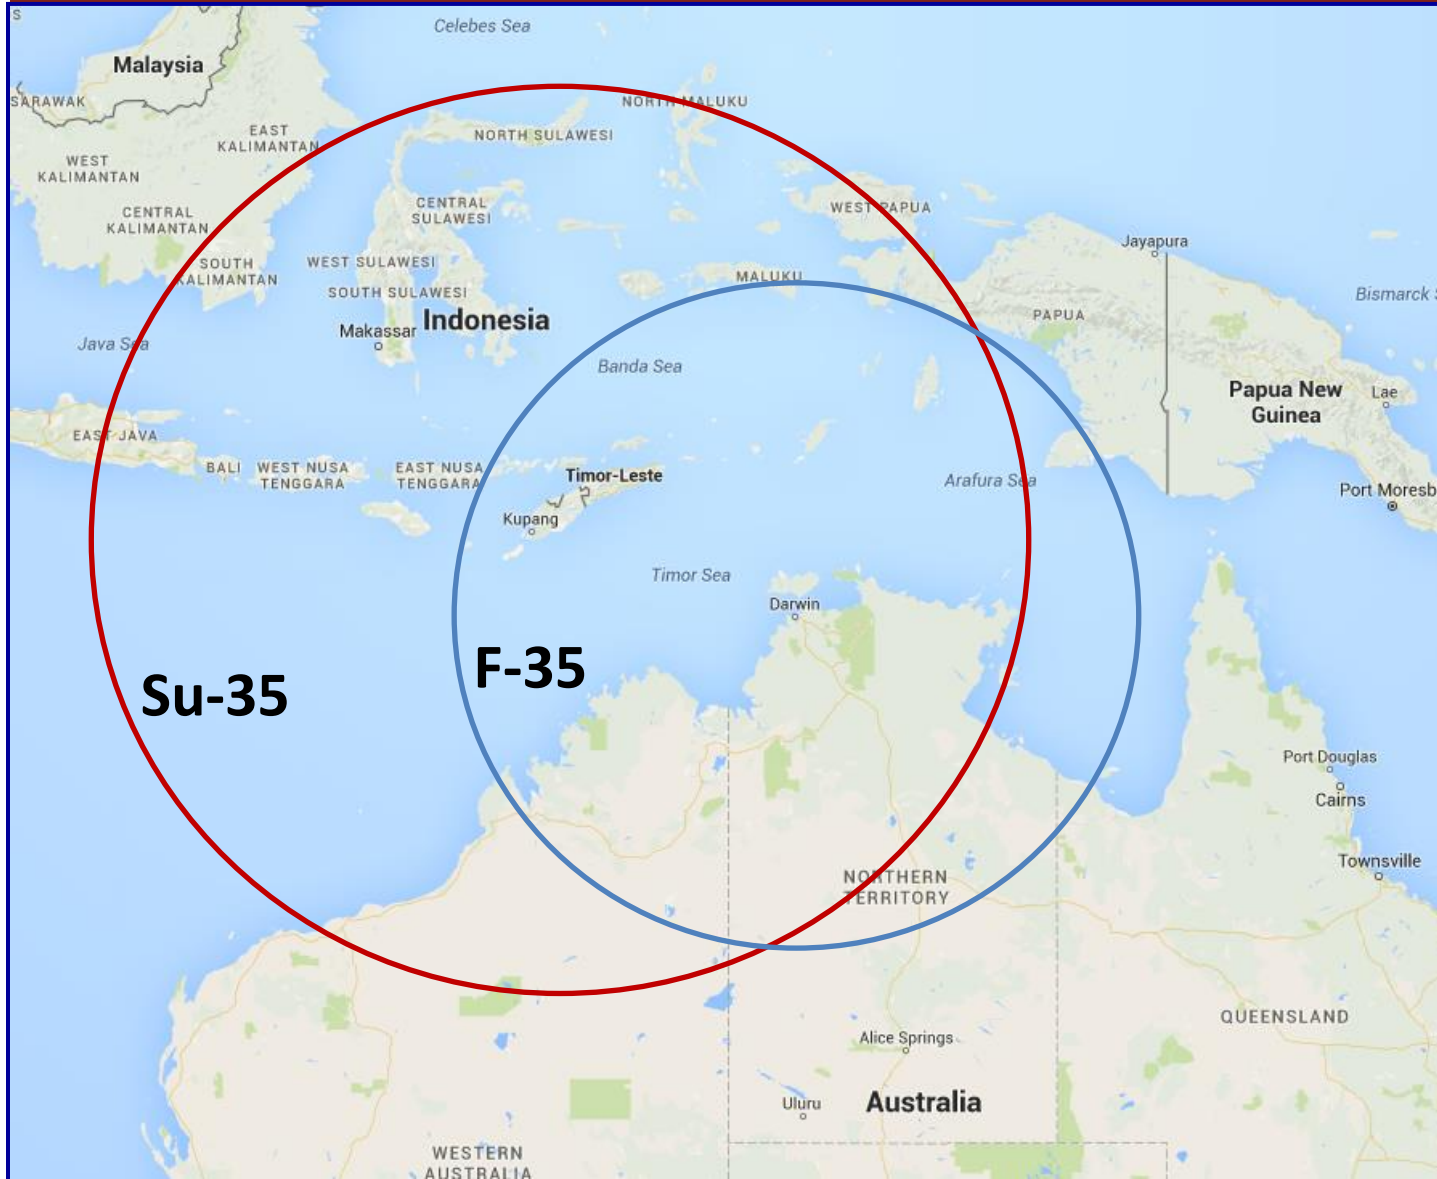 S
Celebes Sea
Malaysia
SARAWAK
NORTH MALUKU
EAST
KALIMANTAN
NORTH SULAWESI
WEST
KALIMANTAN
CENTRAL
SULAWESI
WEST PAPUA
CENTRAL
KALIMANTAN
Jayapura
SOUTH
KALIMANTAN
WEST SULAWESI
MALUKU
SOUTH SULAWESI
Bismarck S
Makassar
Indonesia
PAPUA
Java Sea
Banda Sea
Papua New
Guinea
Lae
EAST JAVA
BALI
WEST NUSA
TENGGARA
EAST NUSA
TENGGARA
Timor-Leste
Arafura Sea
Port Moresb
Kupang
Timor Sea
Darwin
F-35
Su-35
Port Douglas
Cairns
Townsville
NORTHERN
TERRITORY
QUEENSLAND
Alice Springs
Uluru
Australia
WESTERN
AUSTRALIA